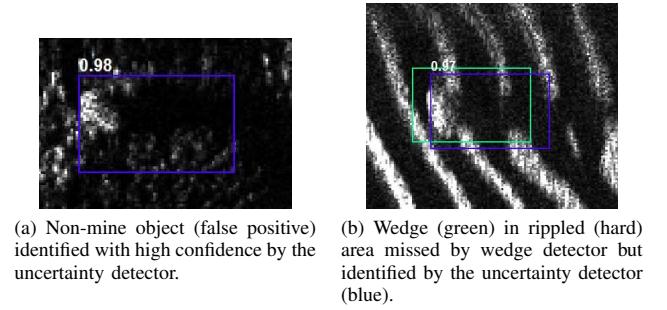 0.98
0.97
(a) Non-mine object (false positive)
identified with high confidence by the
uncertainty detector.
(b) Wedge (green) in rippled (hard)
area missed by wedge detector but
identified by the uncertainty detector
(blue).